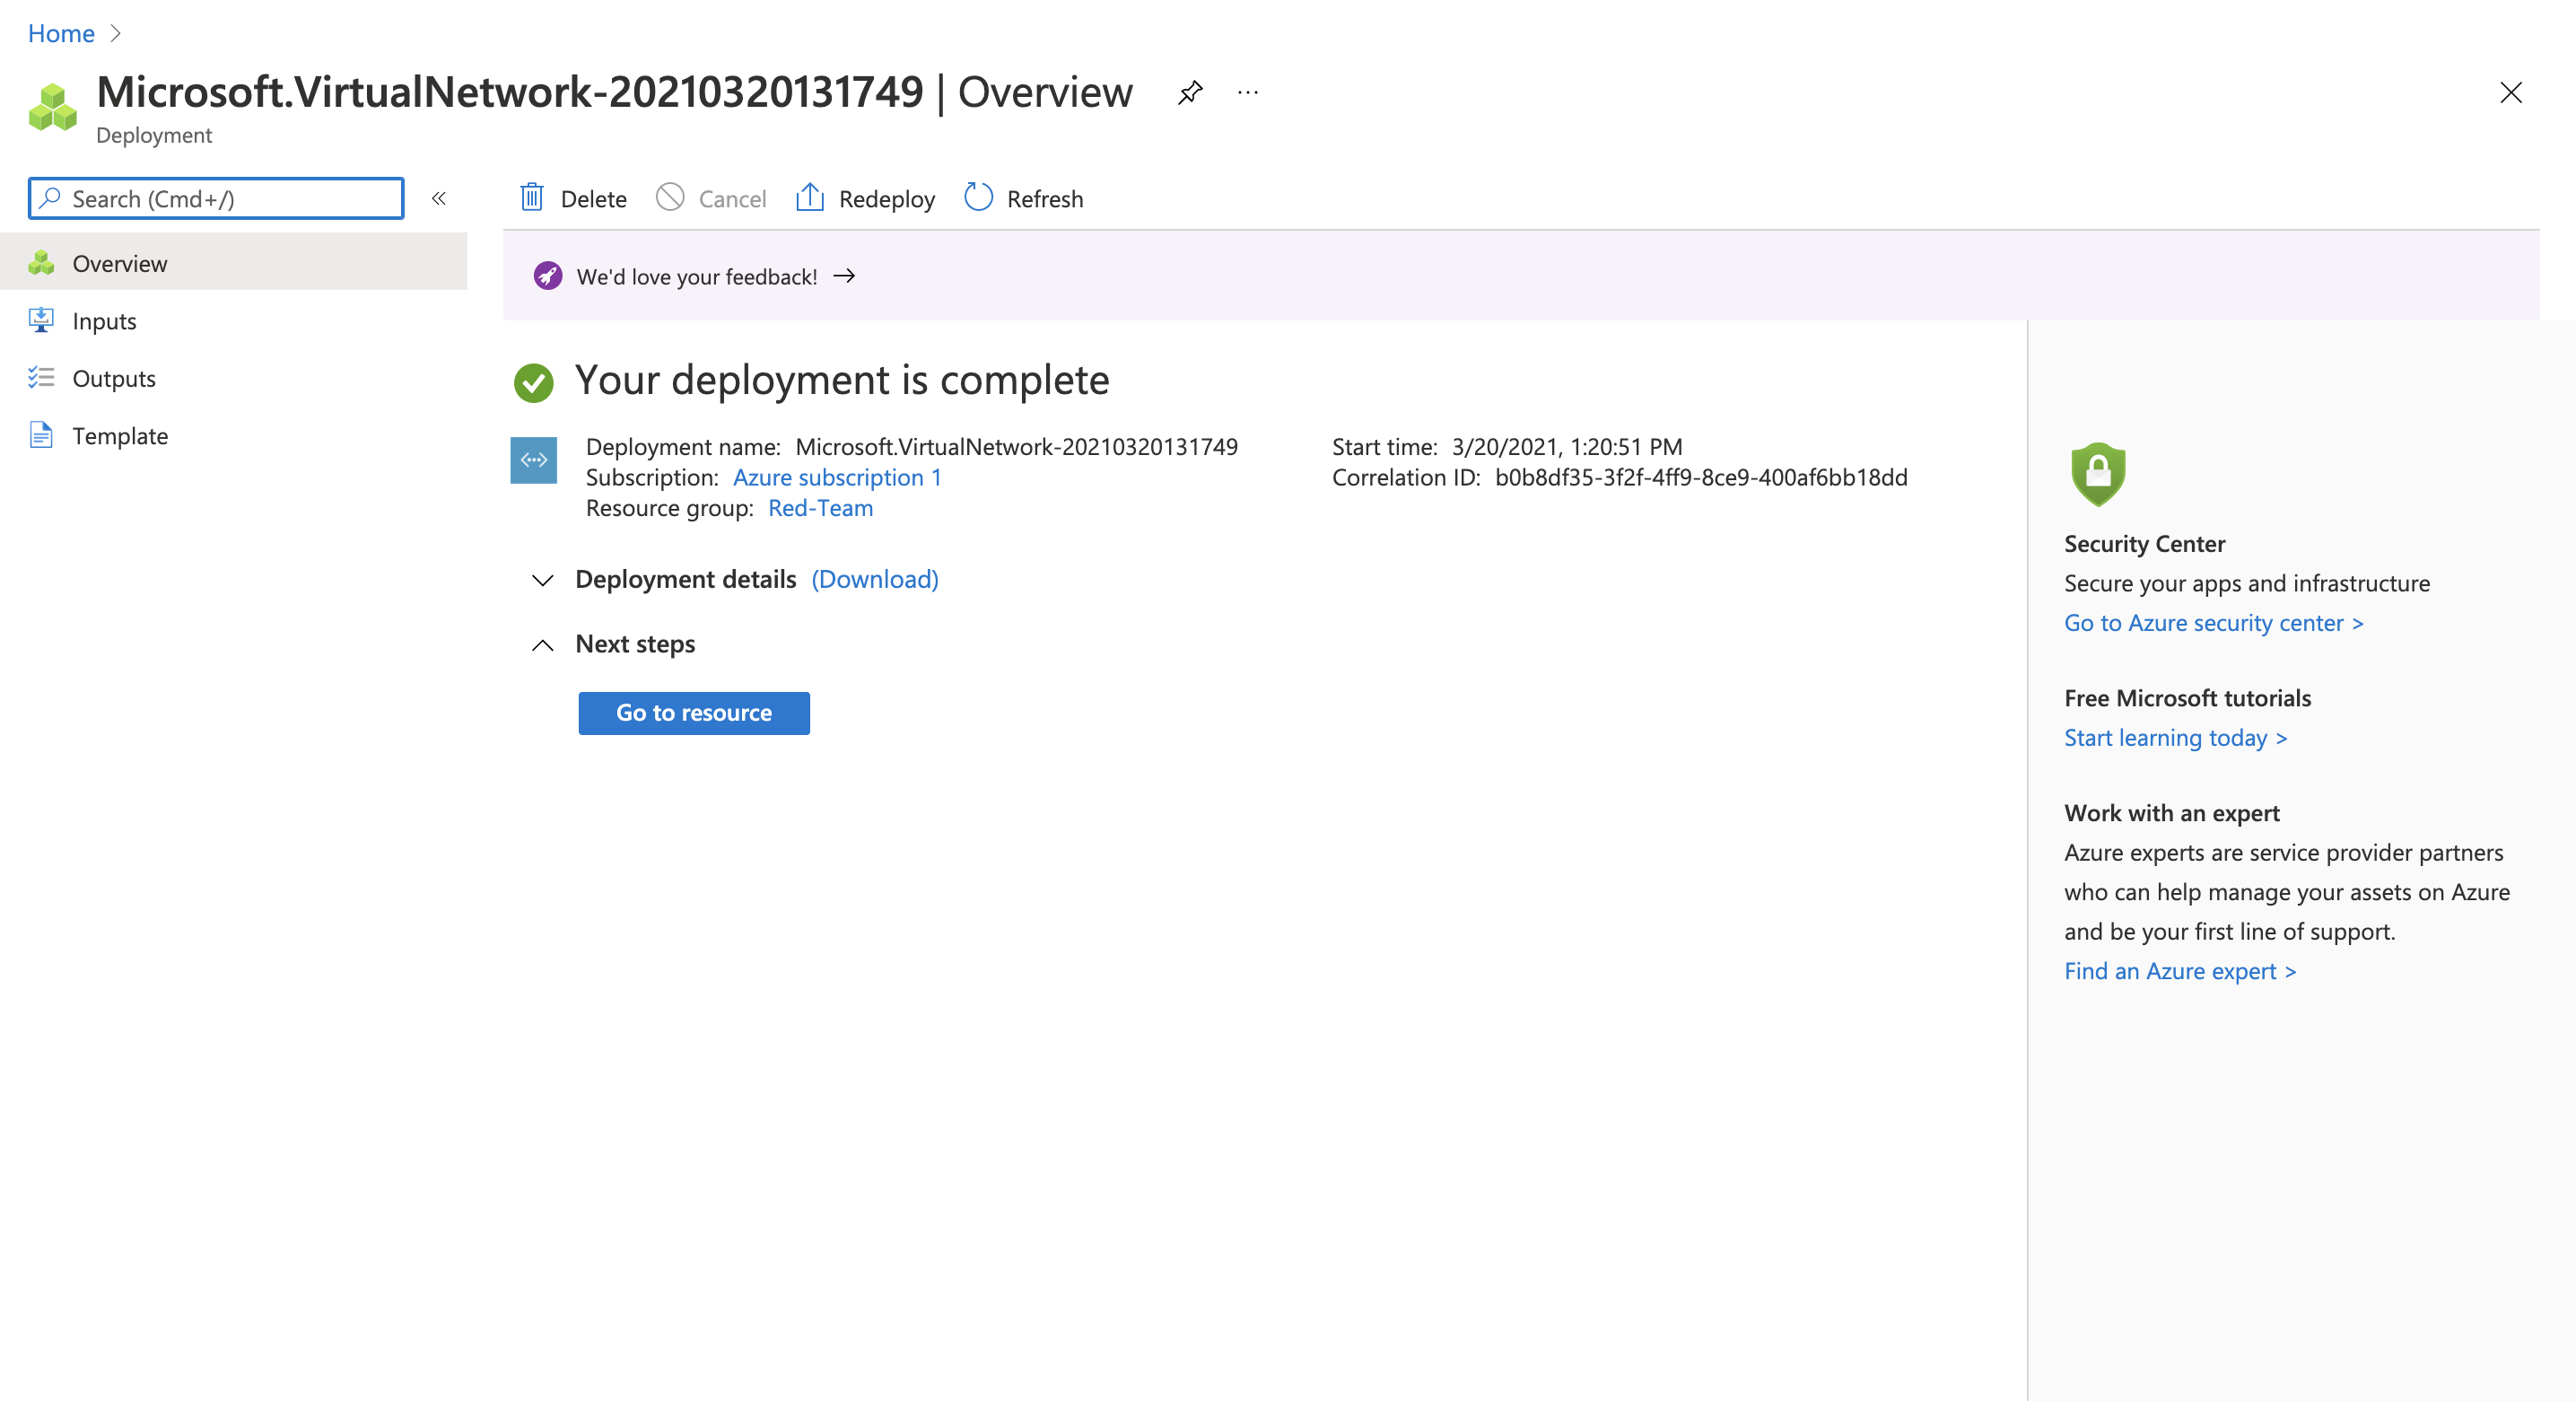 Home >
Microsoft.VirtualNetwork-20210320131749 | Overview ...
Deployment
Search (Cmd+/) «
Delete Cancel Redeploy Refresh
Overview
Inputs
Outputs
Template
We'd love your feedback! →
Your deployment is complete
Deployment name: Microsoft.VirtualNetwork-20210320131749
Subscription: Azure subscription 1
Resource group: Red-Team
Start time: 3/20/2021, 1:20:51 PM
Correlation ID: b0b8df35-3f2f-4ff9-8ce9-400af6bb18dd
Deployment details (Download)
Next steps
Go to resource
Security Center
Secure your apps and infrastructure
Go to Azure security center >
Free Microsoft tutorials
Start learning today >
Work with an expert
Azure experts are service provider partners
who can help manage your assets on Azure
and be your first line of support.
Find an Azure expert >